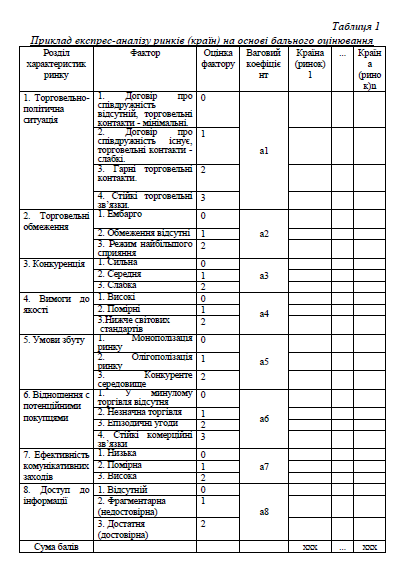 Таблиця 1
Приклад експрес-аналізу ринків (країн) на основі бального оцінювання
Розділ характеристик ринку
Фактор
Оцінка фактору
Ваговий коефіцієнт
Країна (ринок) 1
...
Країна (ринок)n
1. Торговельно-політична ситуація
1. Договір про співдружність відсутній, торговельні контакти - мінімальні.
0
a1
2. Договір про співдружність існує, торговельні контакти - слабкі.
1
3. Гарні торговельні контакти.
2
4. Стійкі торговельні зв’язки.
3
2. Торговельні обмеження
1. Ембарго
0
a2
2. Обмеження відсутні
1
3. Режим найбільшого сприяння
2
3. Конкуренція
1. Сильна
0
a3
2. Середня
1
3. Слабка
2
4. Вимоги до якості
1. Високі
0
a4
2. Помірні
1
3.Нижче світових стандартів
2
5. Умови збуту
1. Монополізація ринку
0
a5
2. Олігополізація ринку
1
3. Конкуренте середовище
2
6. Відношення с потенційними покупцями
1. У минулому торгівля відсутня
0
a6
2. Незначна торгівля
1
3. Епізодичні угоди
2
4. Стійкі комерційні зв’язки
3
7. Ефективність комунікативних заходів
1. Низька
0
a7
2. Помірна
1
3. Висока
2
8. Доступ до інформації
1. Відсутній
0
a8
2. Фрагментарна (недостовірна)
1
3. Достатня (достовірна)
2
Сума балів
xxx
...
xxx